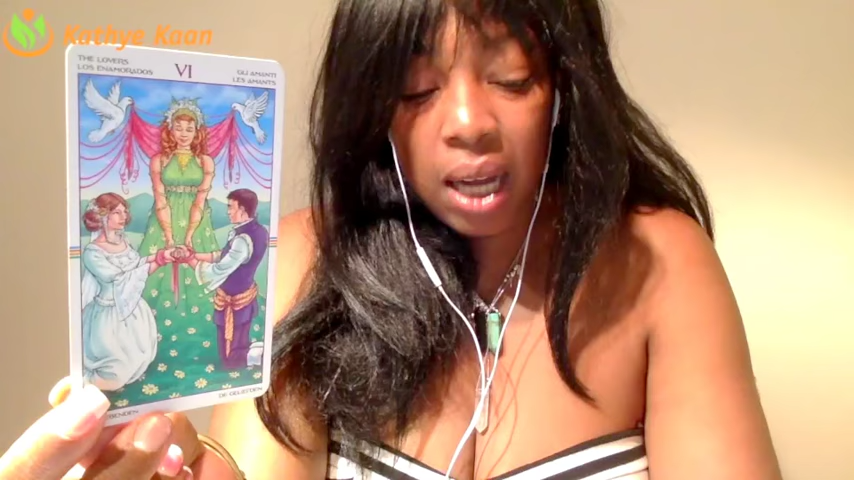 Kathye Kaan
THE LOVERS
LOS ENAMORADOS
VI
GLI AMANTI
LES AMANTS
DE GELIEFDEN